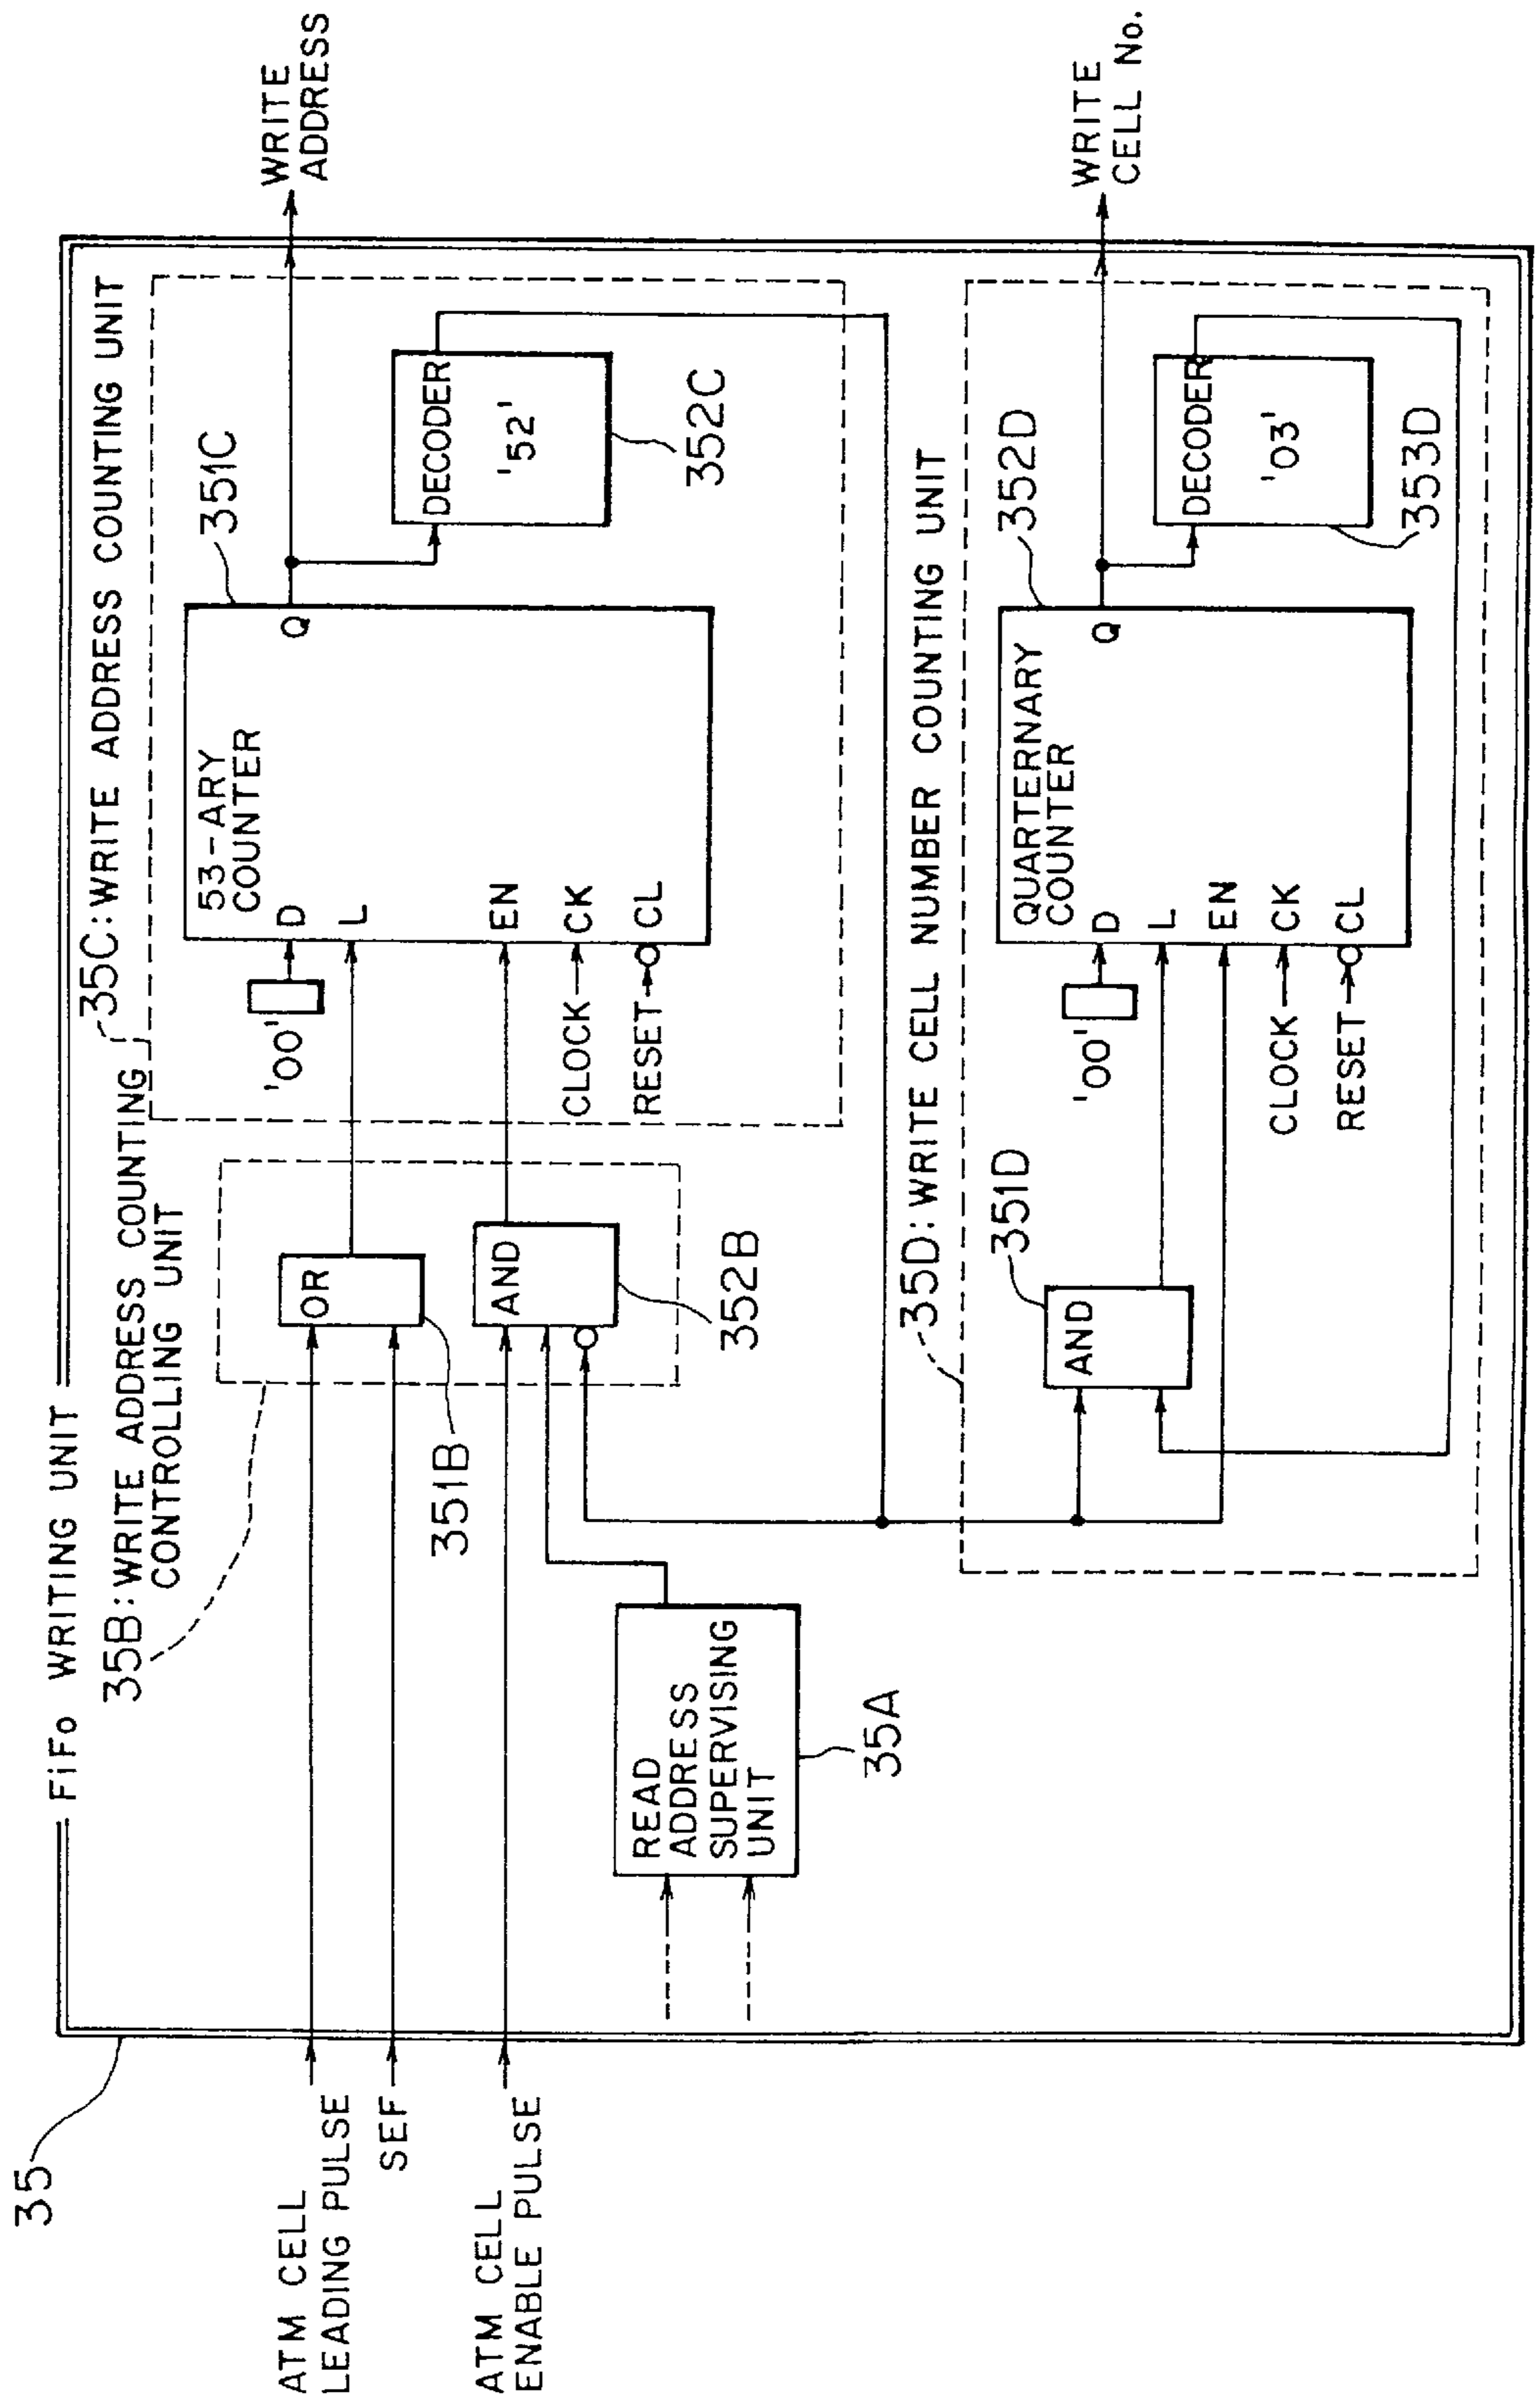 35
FiFo WRITING UNIT
35B: WRITE ADDRESS COUNTING
CONTROLLING UNIT
35C: WRITE ADDRESS COUNTING UNIT
ATM CELL
LEADING PULSE
SEF
ATM CELL
ENABLE PULSE
OR
351B
AND
352B
READ
ADDRESS
SUPERVISING
UNIT
35A
'00'
53-ARY
COUNTER
D
L
EN
CK
CL
Q
CLOCK
RESET
351C
DECODER
'52'
352C
WRITE
ADDRESS
35D: WRITE CELL NUMBER COUNTING UNIT
351D
AND
'00'
QUARTERNARY
COUNTER
D
L
EN
CK
CL
Q
CLOCK
RESET
352D
DECODER
'03'
353D
WRITE
CELL No.